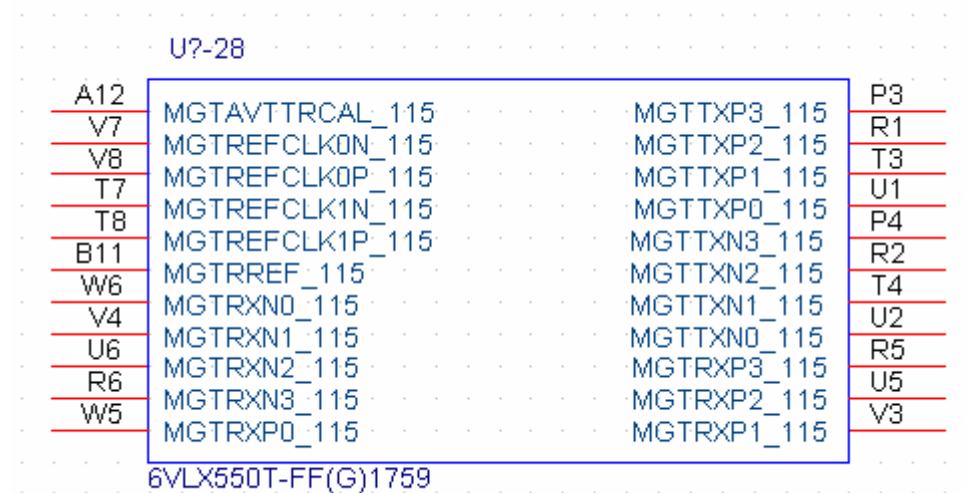 U?-28
A12 MGTAVTTRCAL_115 MGTTXP3_115 P3
V7 MGTREFCLK0N_115 MGTTXP2_115 R1
V8 MGTREFCLK0P_115 MGTTXP1_115 T3
T7 MGTREFCLK1N_115 MGTTXP0_115 U1
T8 MGTREFCLK1P_115 MGTTXN3_115 P4
B11 MGTRREF_115 MGTTXN2_115 R2
W6 MGTRXN0_115 MGTTXN1_115 T4
V4 MGTRXN1_115 MGTTXN0_115 U2
U6 MGTRXN2_115 MGTRXP3_115 R5
R6 MGTRXN3_115 MGTRXP2_115 U5
W5 MGTRXP0_115 MGTRXP1_115 V3
6VLX550T-FF(G)1759